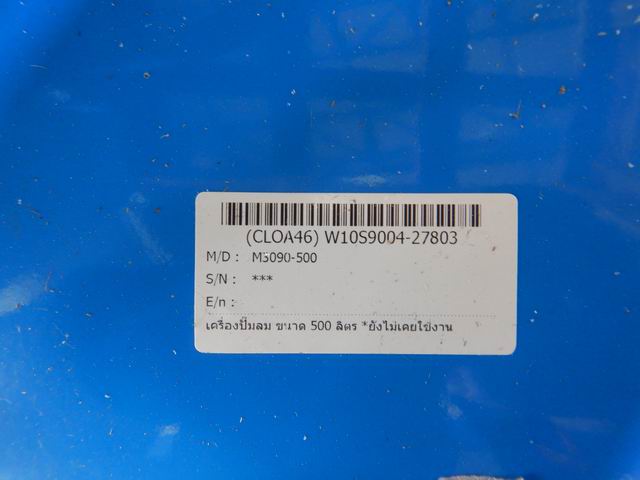 (CLOA46) W10S9004-27803
M/D : M3090-500
S/N : ***
E/n :
เครื่องปั๊มลม ขนาด 500 ลิตร *ยังไม่เคยใช้งาน